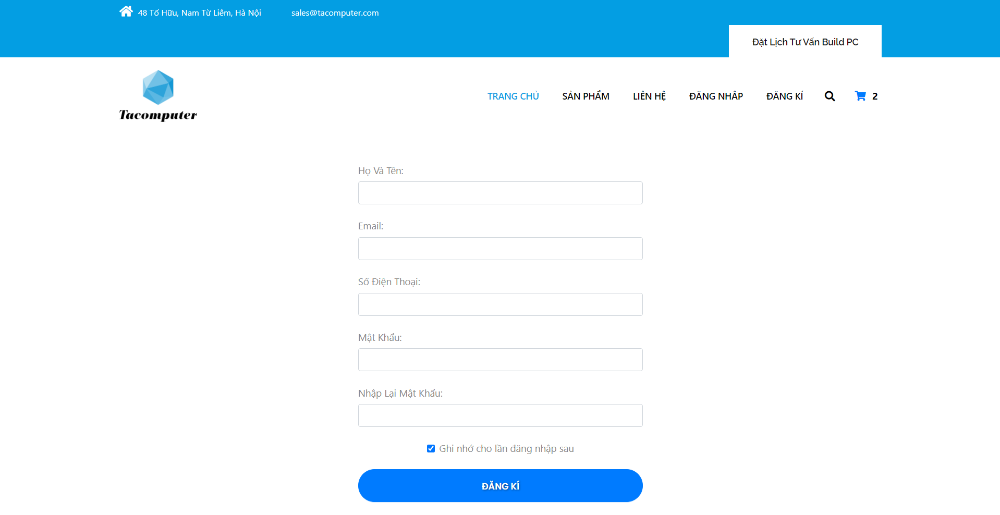 48 Tố Hữu, Nam Từ Liêm, Hà Nội
sales@tacomputer.com
Đặt Lịch Tư Vấn Build PC
Tacomputer
TRANG CHỦ
SẢN PHẨM
LIÊN HỆ
ĐĂNG NHÂP
ĐĂNG KÍ
2
Họ Và Tên:
Email:
Số Điện Thoại:
Mật Khẩu:
Nhập Lại Mật Khẩu:
Ghi nhớ cho lần đăng nhập sau
ĐĂNG KÍ